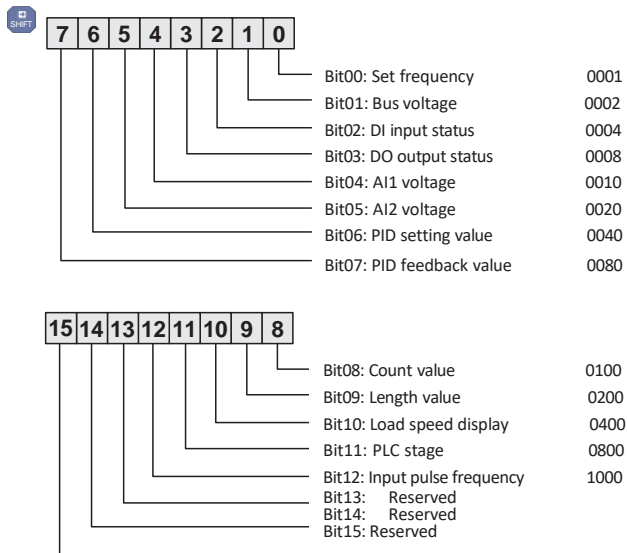 SHIFT
7 6 5 4 3 2 1 0
Bit00: Set frequency 0001
Bit01: Bus voltage 0002
Bit02: DI input status 0004
Bit03: DO output status 0008
Bit04: AI1 voltage 0010
Bit05: AI2 voltage 0020
Bit06: PID setting value 0040
Bit07: PID feedback value 0080
15 14 13 12 11 10 9 8
Bit08: Count value 0100
Bit09: Length value 0200
Bit10: Load speed display 0400
Bit11: PLC stage 0800
Bit12: Input pulse frequency 1000
Bit13: Reserved
Bit14: Reserved
Bit15: Reserved